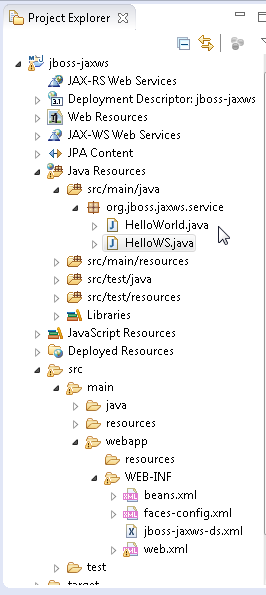 Project Explorer
jboss-jaxws
JAX-RS Web Services
Deployment Descriptor: jboss-jaxws
Web Resources
JAX-WS Web Services
JPA Content
Java Resources
src/main/java
org.jboss.jaxws.service
HelloWorld.java
HelloWS.java
src/main/resources
src/test/java
src/test/resources
Libraries
JavaScript Resources
Deployed Resources
src
main
java
resources
webapp
resources
WEB-INF
beans.xml
faces-config.xml
jboss-jaxws-ds.xml
web.xml
test
target